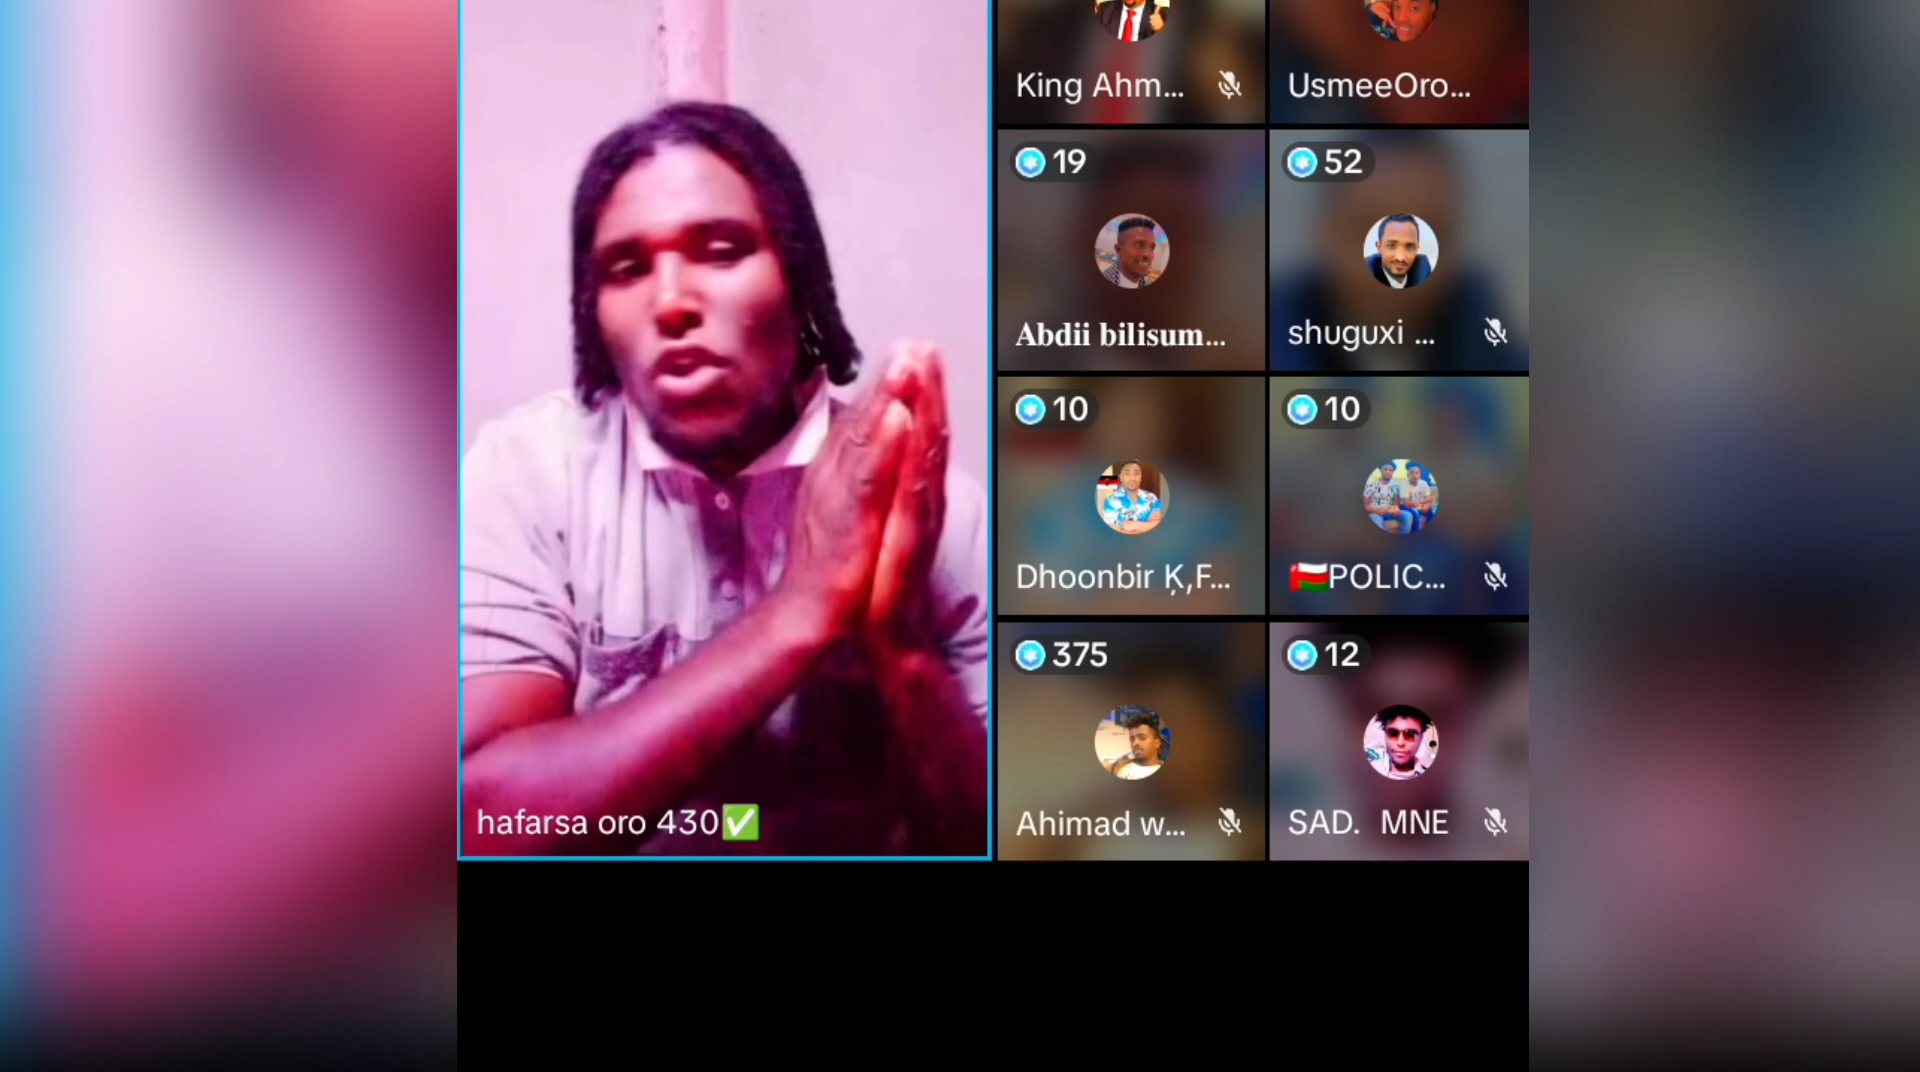 King Ahm...
UsmeeOro...
19
52
Abdii bilisum...
shuguxi ...
10
10
Dhoonbir Ķ,F...
🇴🇲POLIC...
375
12
hafarsa oro 430✅
Ahimad w...
SAD. MNE